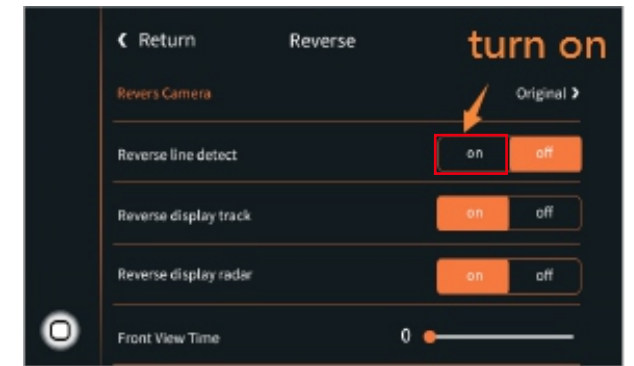 Return Reverse turn on
Revers Camera Original
Reverse line detect on off
Reverse display track on off
Reverse display radar on off
Front View Time 0